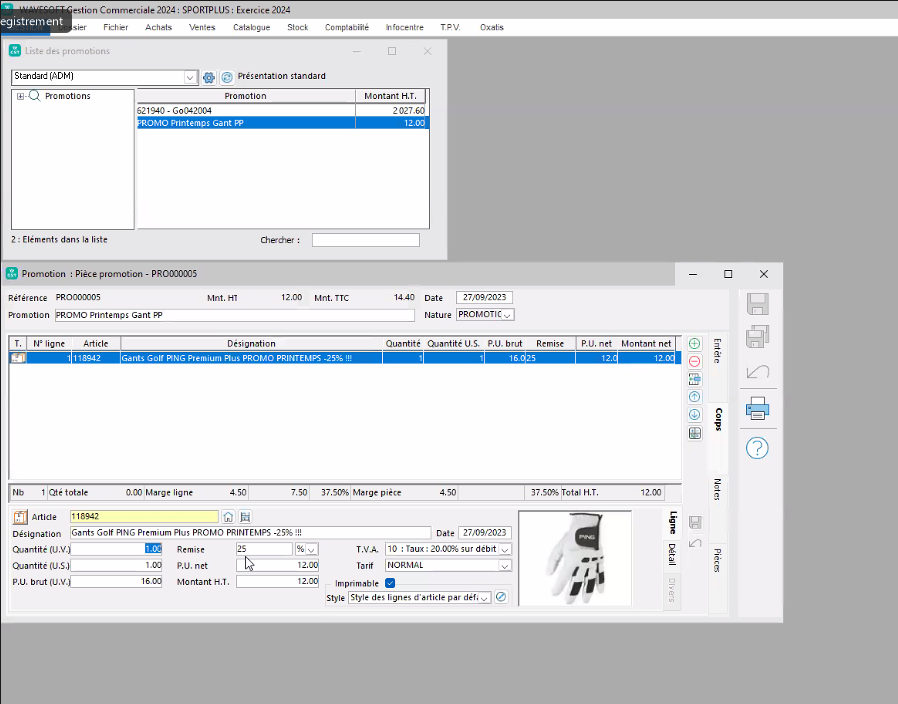 WAVESOFT Gestion Commerciale 2024 : SPORTPLUS : Exercice 2024
egistrement
ssier Fichier Achats Ventes Catalogue Stock Comptabilité Infocentre T.P.V. Oxatis
Liste des promotions
Standard (ADM) Présentation standard
Promotions
Promotion Montant H.T.
621940 - Go042004 2 027.60
PROMO Printemps Gant PP 12.00
2 : Eléments dans la liste Chercher :
Promotion : Pièce promotion - PRO000005
Référence PRO000005 Mnt. HT 12.00 Mnt. TTC 14.40 Date 27/09/2023
Promotion PROMO Printemps Gant PP Nature PROMOTIC
T. N° ligne Article Désignation Quantité Quantité U.S. P.U. brut Remise P.U. net Montant net
1 118942 Gants Golf PING Premium Plus PROMO PRINTEMPS -25% !!! 1 1 16.0 25 12.0 12.00
Entête
Corps
Notes
Pièces
Nb 1 Qté totale 0.00 Marge ligne 4.50 7.50 37.50% Marge pièce 4.50 37.50% Total H.T. 12.00
Article 118942
Désignation Gants Golf PING Premium Plus PROMO PRINTEMPS -25% !!! Date 27/09/2023
Quantité (U.V.) 1.00 Remise 25 % T.V.A. 10 : Taux : 20.00% sur débit
Quantité (U.S.) 1.00 P.U. net 12.00 Tarif NORMAL
P.U. brut (U.V.) 16.00 Montant H.T. 12.00 Imprimable
Style Style des lignes d'article par défa
PING
Ligne
Détail
Divers